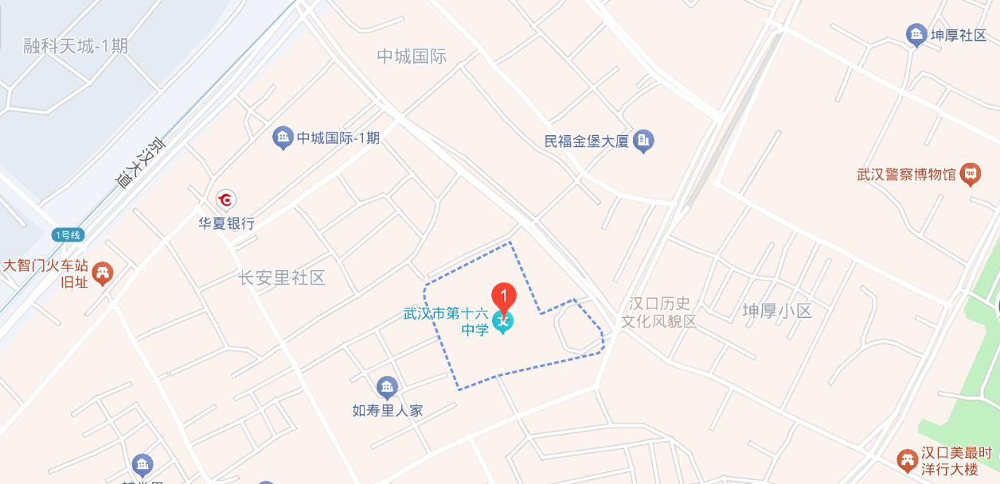 融科天城-1期
中城国际
坤厚社区
中城国际-1期
民福金堡大厦
京汉大道
武汉警察博物馆
华夏银行
1号线
大智门火车站
旧址
长安里社区
1
武汉市第十六
中学
文
汉口历史
文化风貌区
坤厚小区
如寿里人家
汉口美最时
洋行大楼